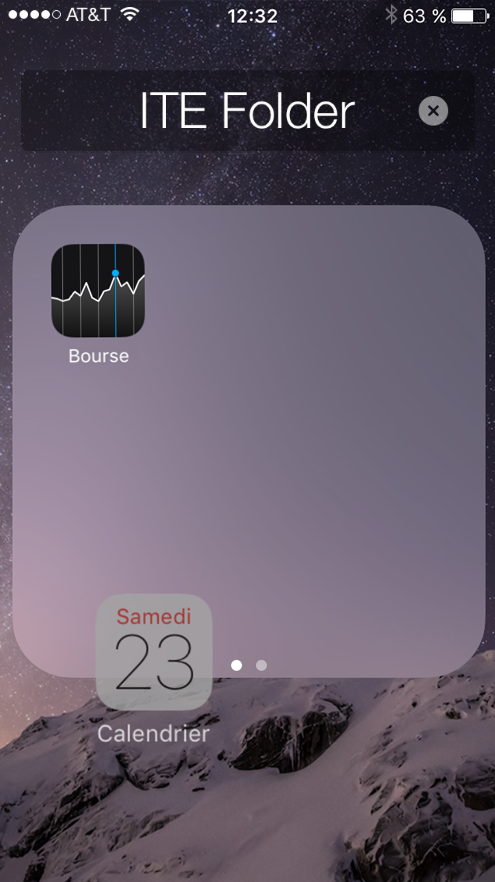 AT&T 12:32 63 %
ITE Folder
Bourse
Samedi
23
Calendrier